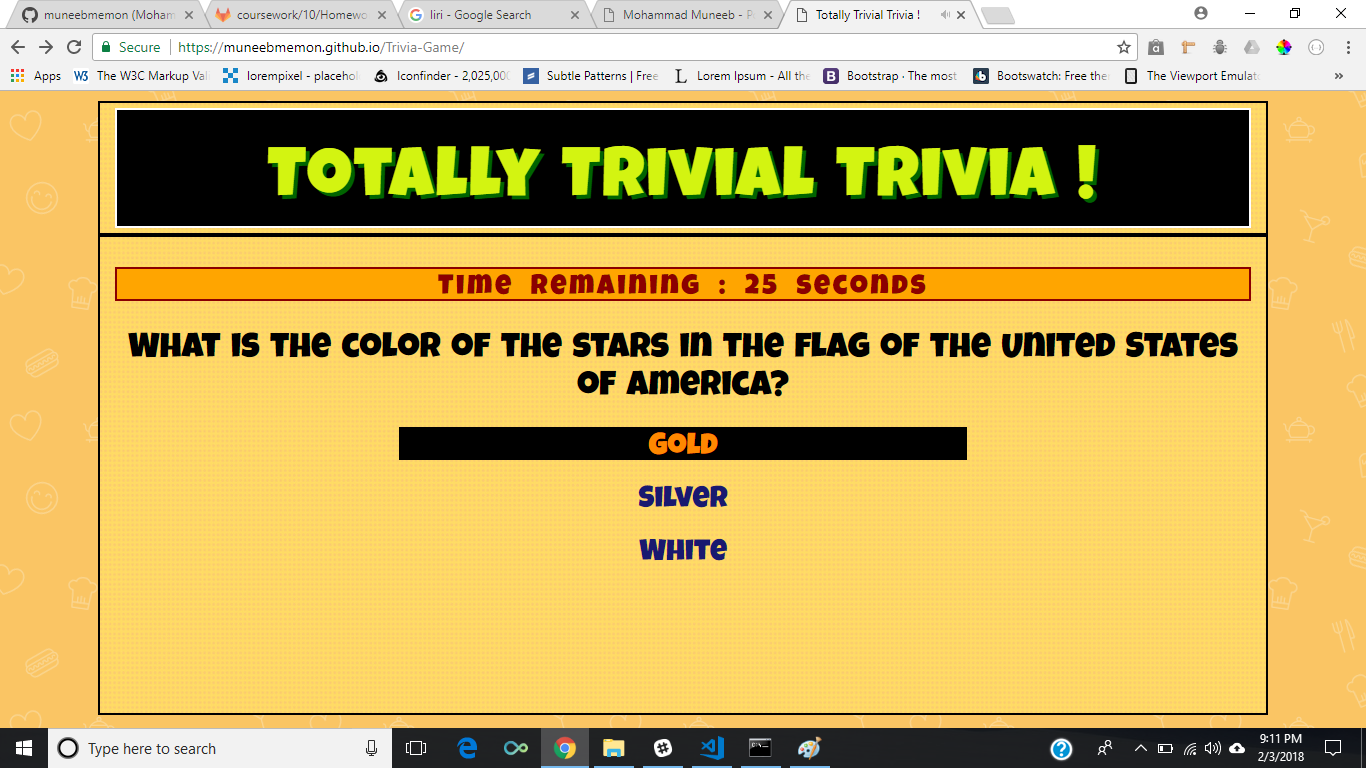 muneebmemon (Moham
coursework/10/Homewo
liri - Google Search
Mohammad Muneeb - P
Totally Trivial Trivia !
Secure
https://muneebmemon.github.io/Trivia-Game/
Apps
The W3C Markup Val
lorempixel - placehol
Iconfinder - 2,025,00
Subtle Patterns | Free
Lorem Ipsum - All the
Bootstrap · The most
Bootswatch: Free the
The Viewport Emulat
TOTALLY TRIVIAL TRIVIA !
Time Remaining : 25 Seconds
What is the color of the stars in the flag of the United States
of America?
Gold
Silver
White
Type here to search
9:11 PM
2/3/2018